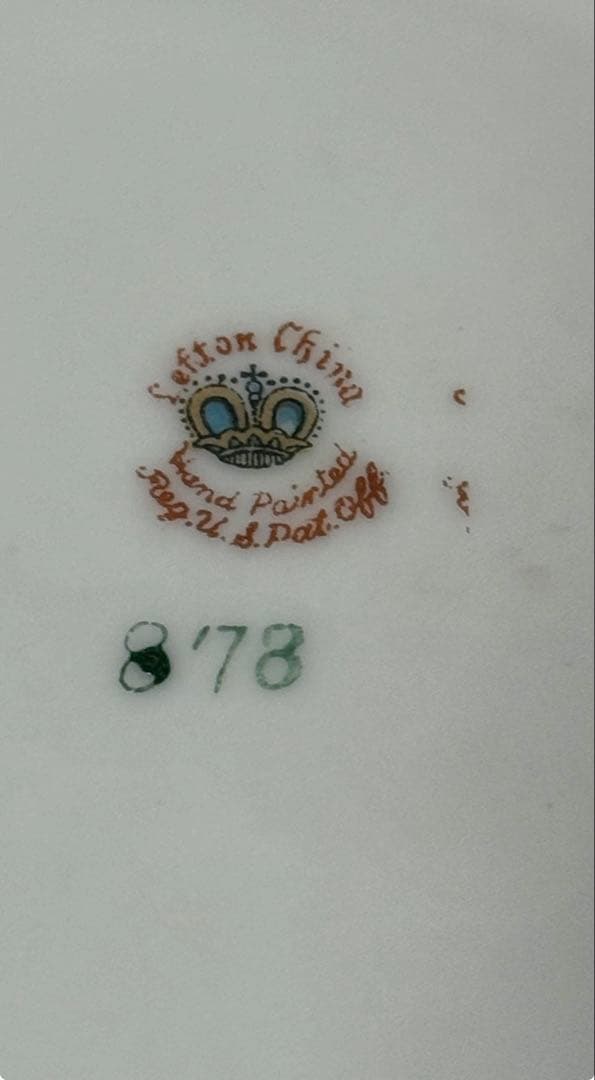 Lefton China
Hand Painted
Reg. U. S. Pat. Off.
878